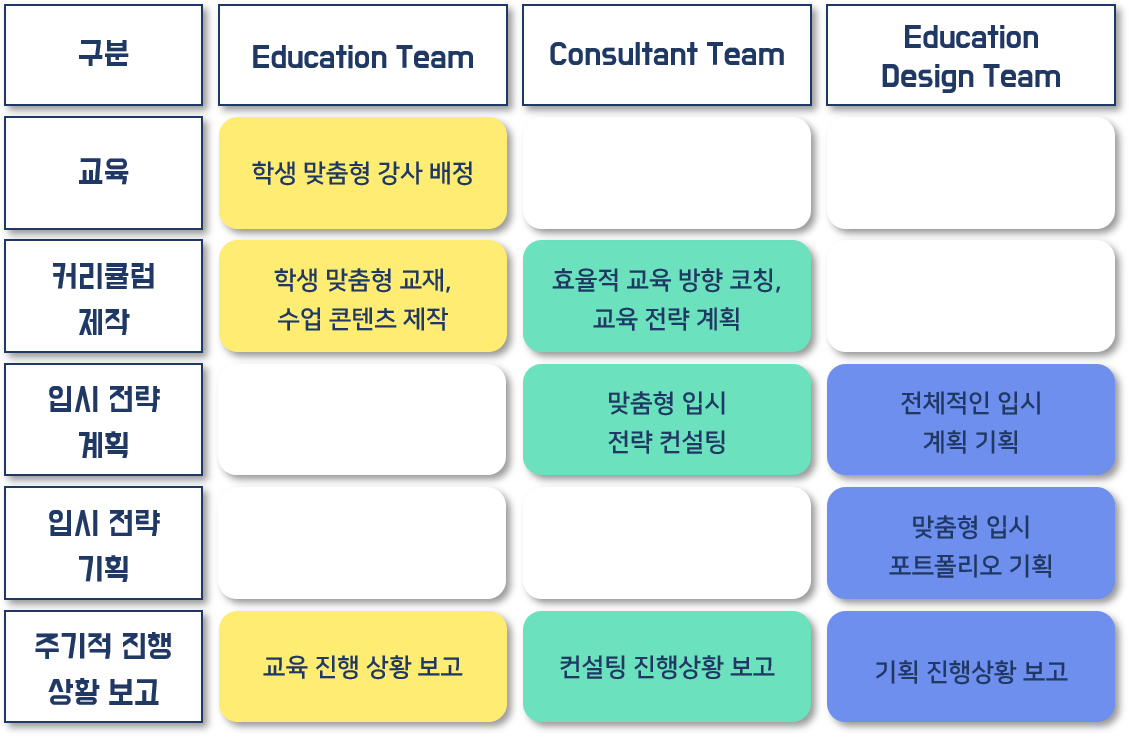 구분
Education Team
Consultant Team
Education
Design Team
교육
학생 맞춤형 강사 배정
커리큘럼
제작
학생 맞춤형 교재,
수업 콘텐츠 제작
효율적 교육 방향 코칭,
교육 전략 계획
입시 전략
계획
맞춤형 입시
전략 컨설팅
전체적인 입시
계획 기획
입시 전략
기획
맞춤형 입시
포트폴리오 기획
주기적 진행
상황 보고
교육 진행 상황 보고
컨설팅 진행상황 보고
기획 진행상황 보고